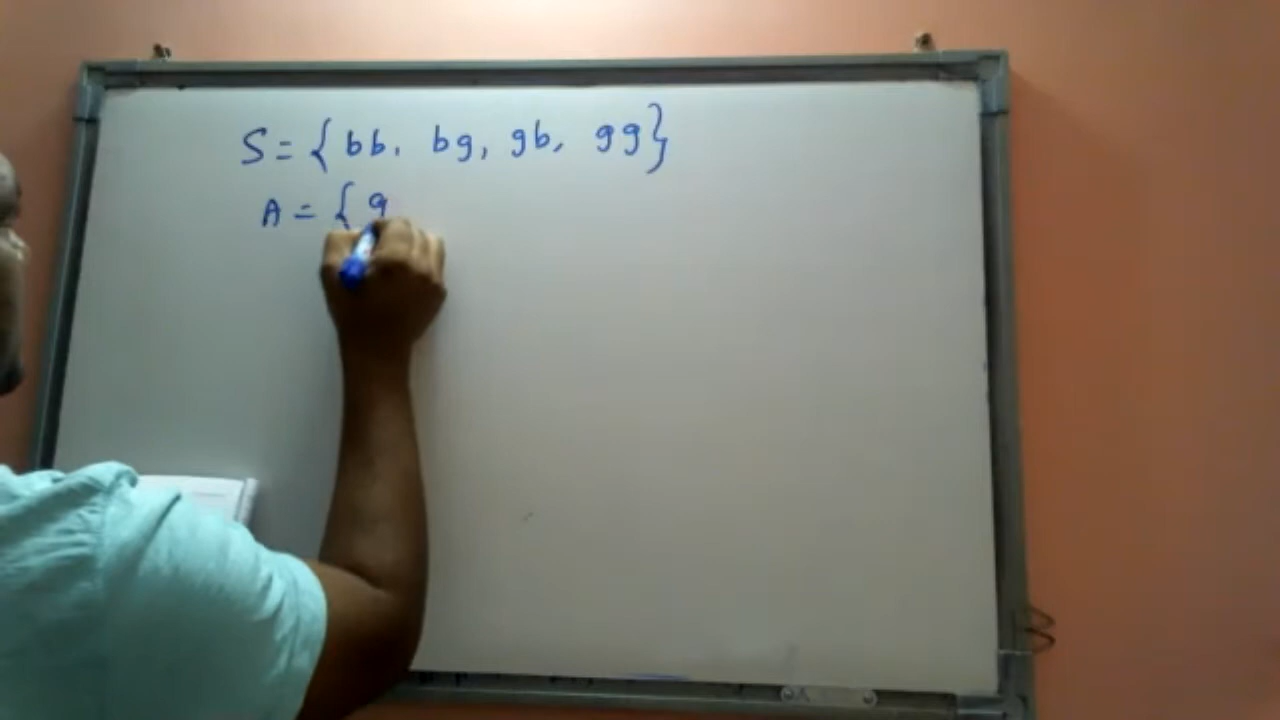 S = { bb, bg, gb, gg}
A = { g